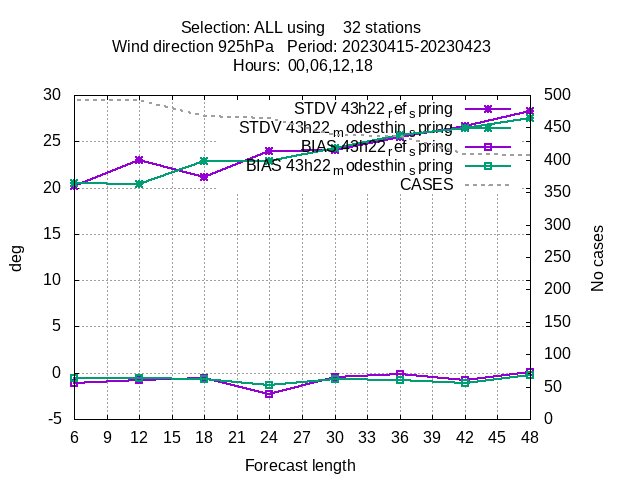 Selection: ALL using 32 stations
Wind direction 925hPa Period: 20230415-20230423
Hours: 00,06,12,18
30 500
25 450
20 400
15 350
10 300
5 250
0 200
-5 150
100
50
0
deg
No cases
STDV 43h22_ref_spring
STDV 43h22_modesthin_spring
BIAS 43h22_ref_spring
BIAS 43h22_modesthin_spring
CASES
6 9 12 15 18 21 24 27 30 33 36 39 42 45 48
Forecast length